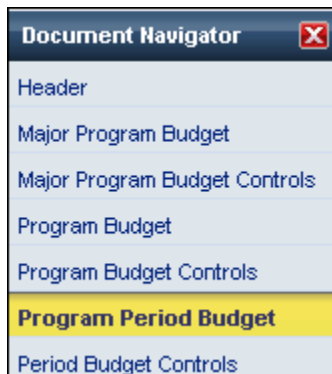 Document Navigator
Header
Major Program Budget
Major Program Budget Controls
Program Budget
Program Budget Controls
Program Period Budget
Period Budget Controls